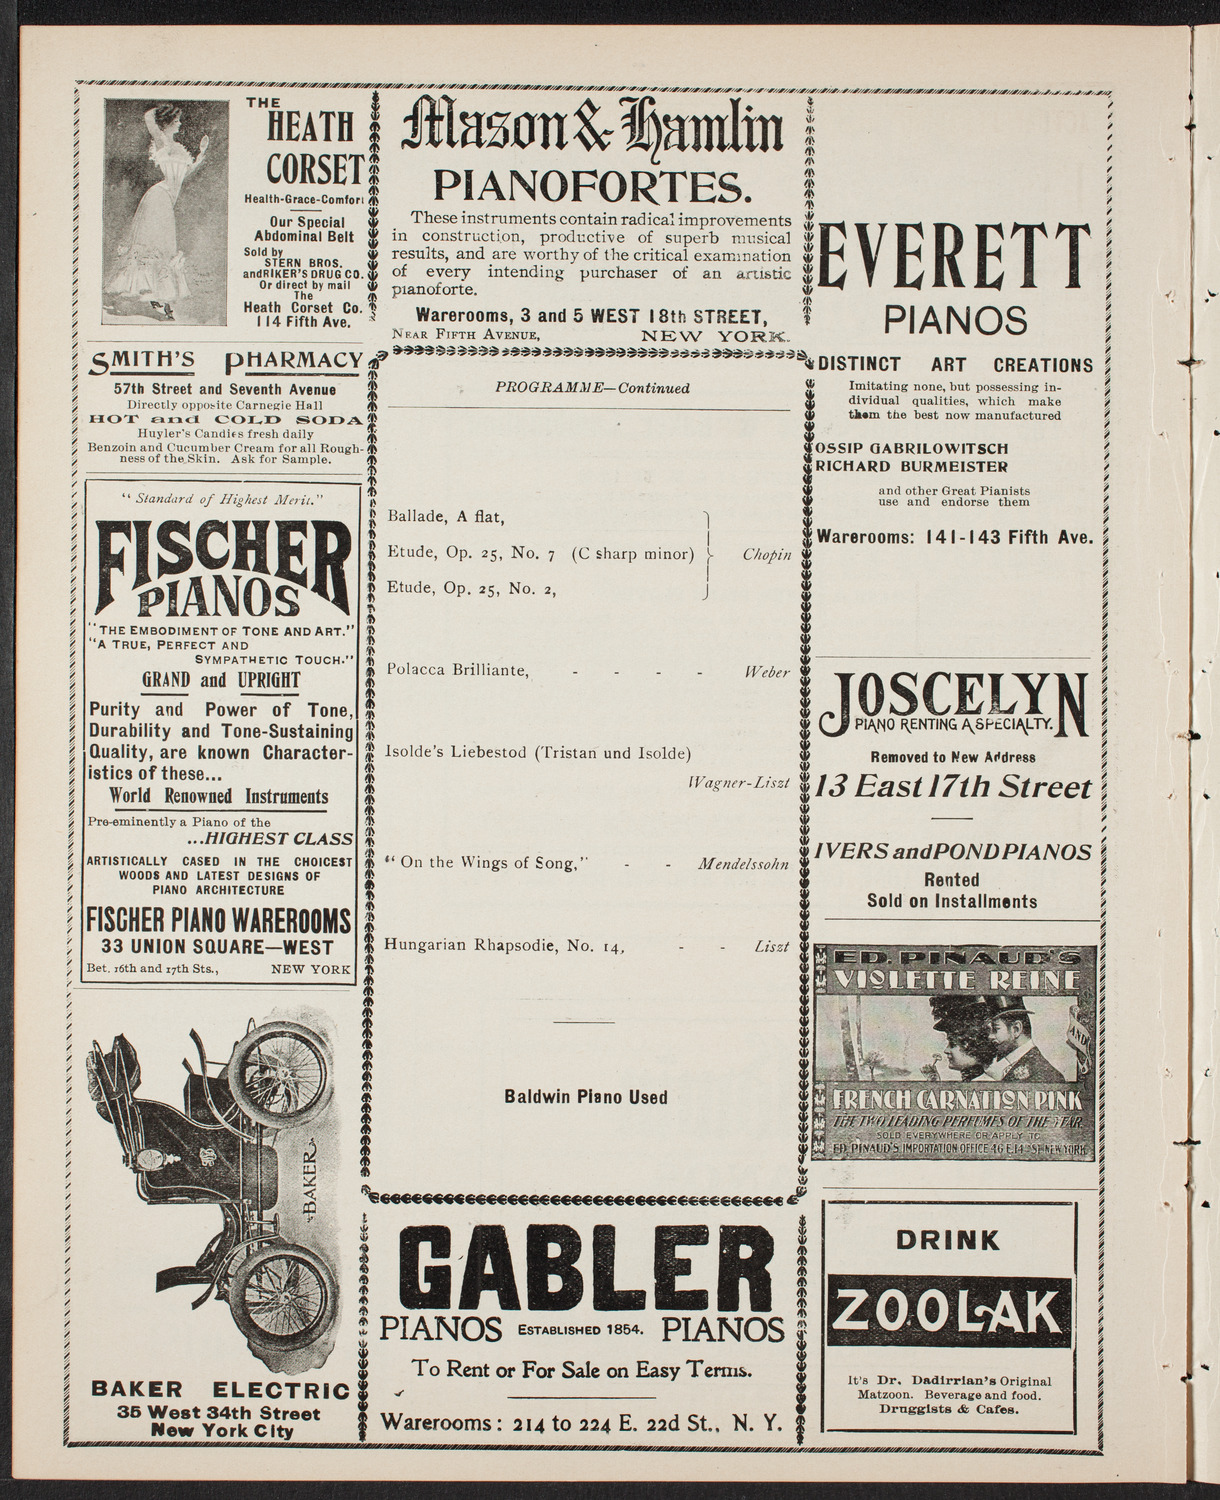 THE
HEATH
CORSET
Health-Grace-Comfort
Our Special
Abdominal Belt
Sold by
STERN BROS.
and RIKER'S DRUG CO.
Or direct by mail
The
Heath Corset Co.
114 Fifth Ave.
SMITH'S PHARMACY
57th Street and Seventh Avenue
Directly opposite Carnegie Hall
HOT and COLD SODA
Huyler's Candies fresh daily
Benzoin and Cucumber Cream for all Rough-
ness of the Skin. Ask for Sample.
"Standard of Highest Merit."
FISCHER
PIANOS
"THE EMBODIMENT OF TONE AND ART."
"A TRUE, PERFECT AND
SYMPATHETIC TOUCH."
GRAND and UPRIGHT
Purity and Power of Tone,
Durability and Tone-Sustaining
Quality, are known Character-
istics of these...
World Renowned Instruments
Pre-eminently a Piano of the
...HIGHEST CLASS
ARTISTICALLY CASED IN THE CHOICEST
WOODS AND LATEST DESIGNS OF
PIANO ARCHITECTURE
FISCHER PIANO WAREROOMS
33 UNION SQUARE—WEST
Bet. 16th and 17th Sts., NEW YORK
BAKER
BAKER ELECTRIC
35 West 34th Street
New York City
Mason & Hamlin
PIANOFORTES.
These instruments contain radical improvements
in construction, productive of superb musical
results, and are worthy of the critical examination
of every intending purchaser of an artistic
pianoforte.
Warerooms, 3 and 5 WEST 18th STREET,
NEAR FIFTH AVENUE, NEW YORK.
PROGRAMME—Continued
Ballade, A flat,
Etude, Op. 25, No. 7 (C sharp minor) } Chopin
Etude, Op. 25, No. 2,
Polacca Brilliante, - - - - Weber
Isolde's Liebestod (Tristan und Isolde)
Wagner-Liszt
"On the Wings of Song," - - Mendelssohn
Hungarian Rhapsodie, No. 14, - - Liszt
Baldwin Piano Used
GABLER
PIANOS ESTABLISHED 1854. PIANOS
To Rent or For Sale on Easy Terms.
Warerooms: 214 to 224 E. 22d St., N. Y.
EVERETT
PIANOS
DISTINCT ART CREATIONS
Imitating none, but possessing in-
dividual qualities, which make
them the best now manufactured
OSSIP GABRILOWITSCH
RICHARD BURMEISTER
and other Great Pianists
use and endorse them
Warerooms: 141-143 Fifth Ave.
JOSCELYN
PIANO RENTING A SPECIALTY.
Removed to New Address
13 East 17th Street
IVERS and POND PIANOS
Rented
Sold on Installments
ED. PINAUD'S
VIOLETTE REINE
AND
FRENCH CARNATION PINK
THE TWO LEADING PERFUMES OF THE YEAR.
SOLD EVERYWHERE OR APPLY TO
ED. PINAUD'S IMPORTATION OFFICE 46 E. 14TH ST. NEW YORK
DRINK
ZOOLAK
It's Dr. Dadirrian's Original
Matzoon. Beverage and food.
Druggists & Cafes.